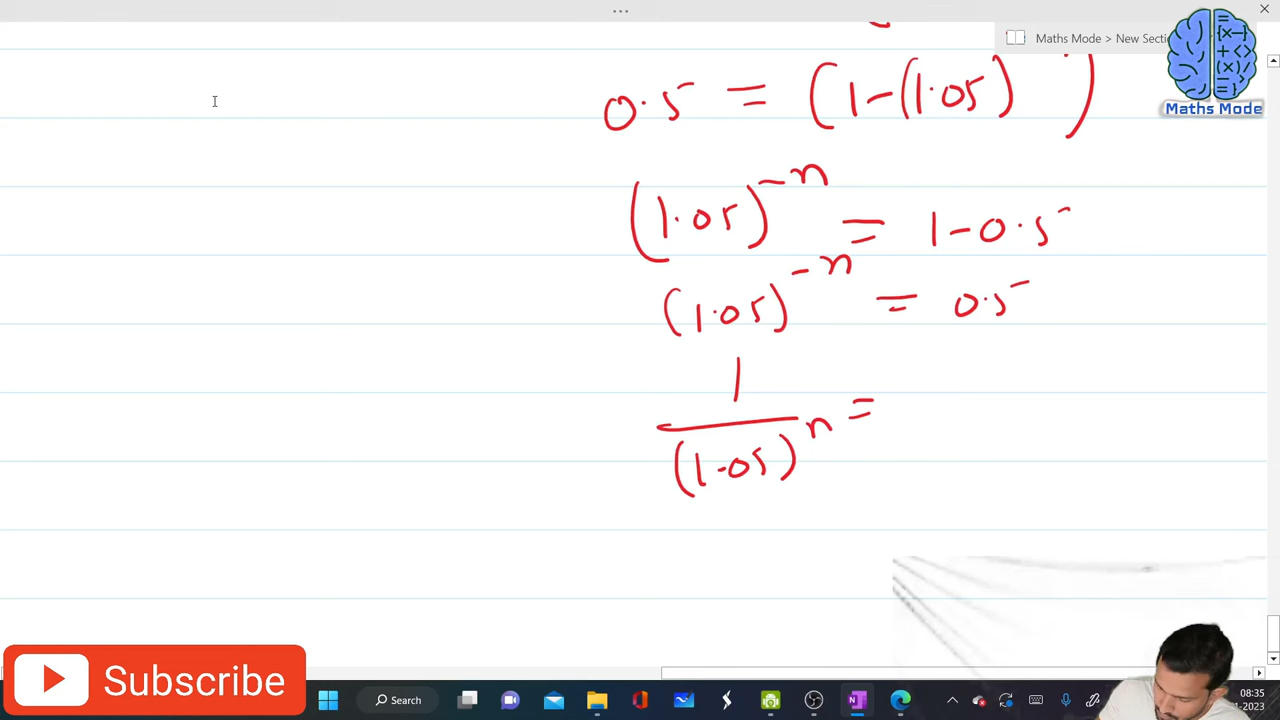 Maths Mode > New Secti
Maths Mode
0.5 = (1-(1.05) )
(1.05)^-n = 1-0.5
(1.05)^-n = 0.5
1
(1.05)^n =
Subscribe
Search
08:35
-2023